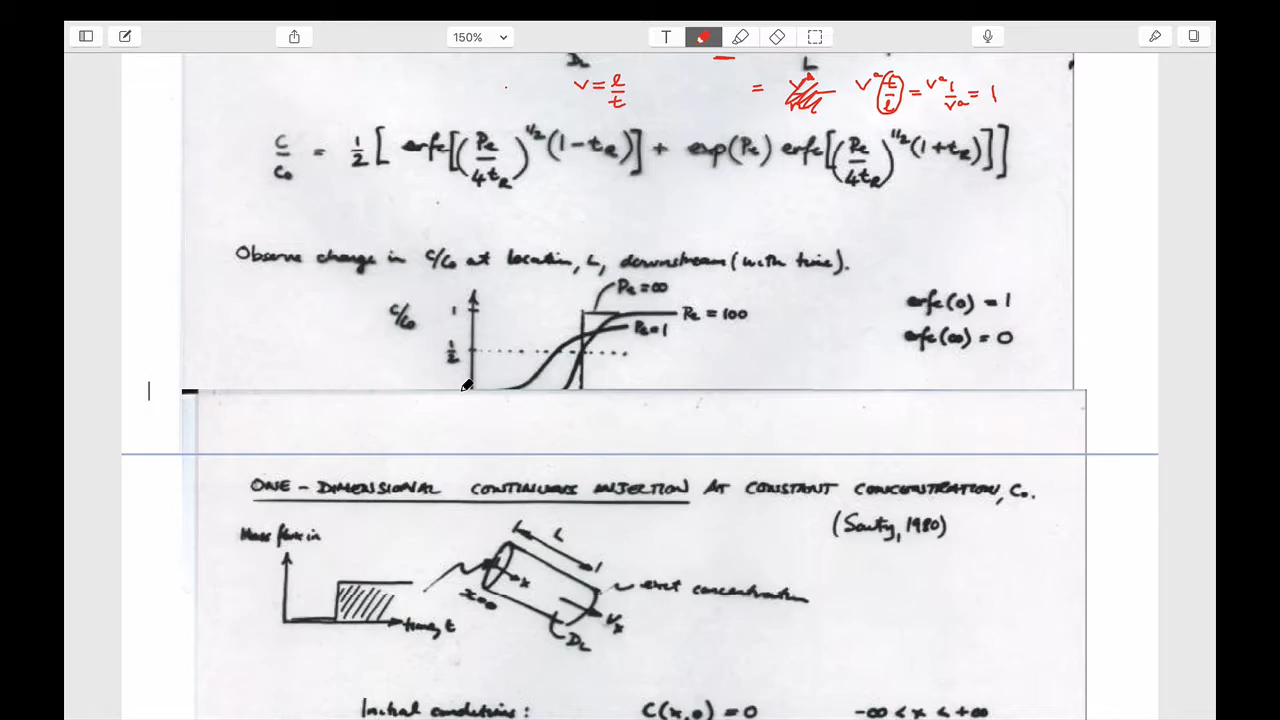 150%
T
D_L
L
v = l/t
= v^a (t/l) = v^a 1/v^a = 1
C/C₀ = 1/2 [ erfc[(Pe/4t_R)^1/2 (1 - t_R)] + exp(Pe) erfc[(Pe/4t_R)^1/2 (1 + t_R)] ]
Observe change in C/C₀ at location, L, downstream (with time).
Pe = ∞
C/C₀
1
Pe = 100
Pe = 1
1/2
erfc(0) = 1
erfc(∞) = 0
ONE - DIMENSIONAL CONTINUOUS INJECTION AT CONSTANT CONCENTRATION, C₀.
(Sauty, 1980)
Mass flux in
time, t
L
x
x=0
exit concentration
V_x
D_L
Initial conditions: C(x,0) = 0 -∞ < x < +∞